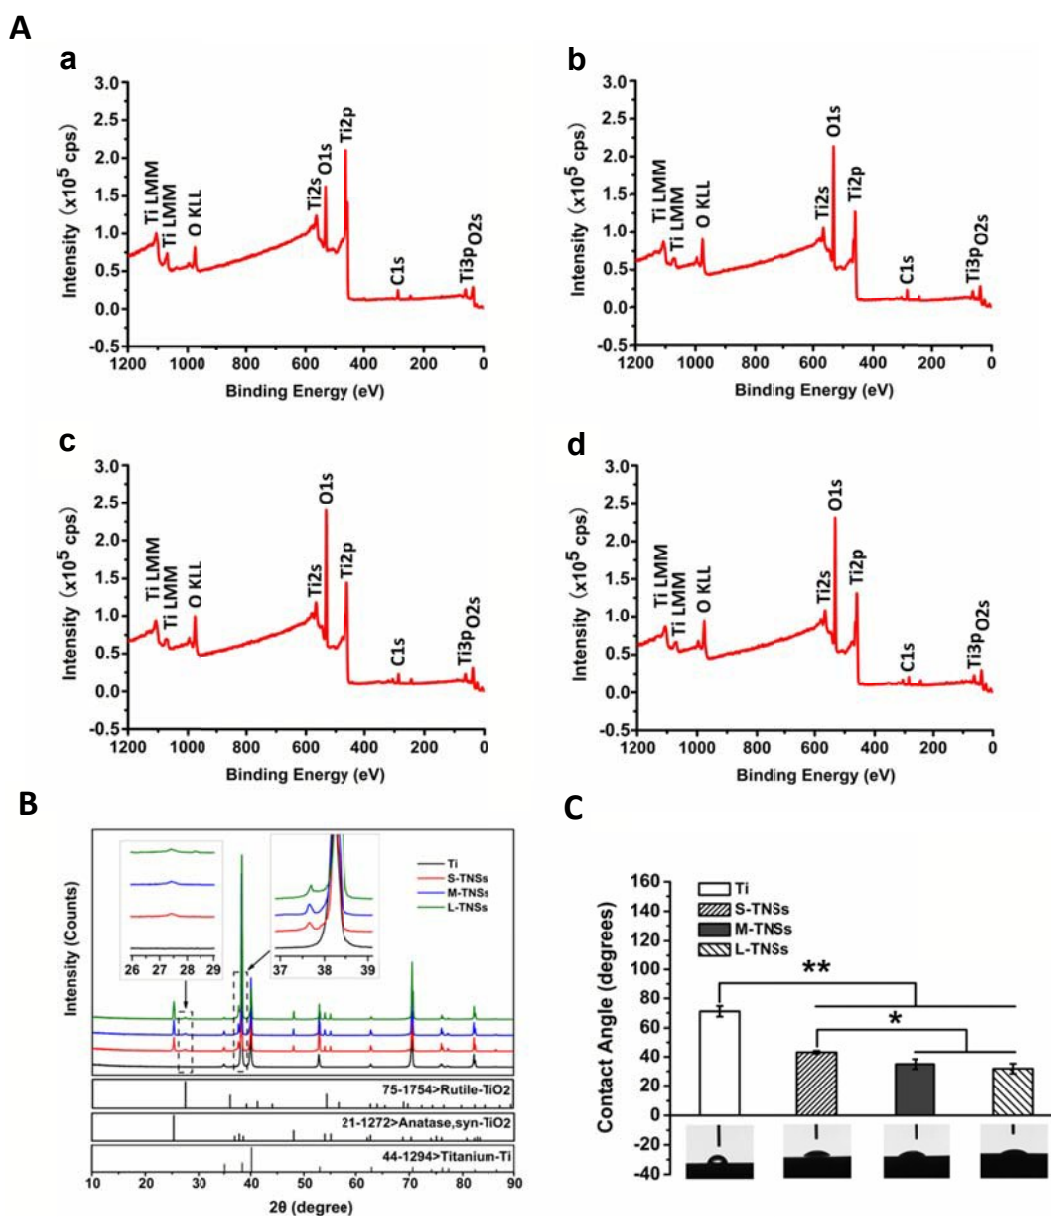 A
a
3.0
2.5
2.0
1.5
1.0
0.5
0.0
-0.5
Intensity (x10⁵ cps)
Ti LMM
Ti LMM
O KLL
Ti2s
O1s
Ti2p
C1s
Ti3p
O2s
1200 1000 800 600 400 200 0
Binding Energy (eV)
b
3.0
2.5
2.0
1.5
1.0
0.5
0.0
-0.5
Intensity (x10⁵ cps)
Ti LMM
Ti LMM
O KLL
Ti2s
O1s
Ti2p
C1s
Ti3p
O2s
1200 1000 800 600 400 200 0
Binding Energy (eV)
c
3.0
2.5
2.0
1.5
1.0
0.5
0.0
-0.5
Intensity (x10⁵ cps)
Ti LMM
Ti LMM
O KLL
Ti2s
O1s
Ti2p
C1s
Ti3p
O2s
1200 1000 800 600 400 200 0
Binding Energy (eV)
d
3.0
2.5
2.0
1.5
1.0
0.5
0.0
-0.5
Intensity (x10⁵ cps)
Ti LMM
Ti LMM
O KLL
Ti2s
O1s
Ti2p
C1s
Ti3p
O2s
1200 1000 800 600 400 200 0
Binding Energy (eV)
B
Intensity (Counts)
26 27 28 29
37 38 39
Ti
S-TNSs
M-TNSs
L-TNSs
75-1754>Rutile-TiO2
21-1272>Anatase,syn-TiO2
44-1294>Titanium-Ti
10 20 30 40 50 60 70 80 90
2θ (degree)
C
Contact Angle (degrees)
160
140
120
100
80
60
40
20
0
-20
-40
Ti
S-TNSs
M-TNSs
L-TNSs
**
*